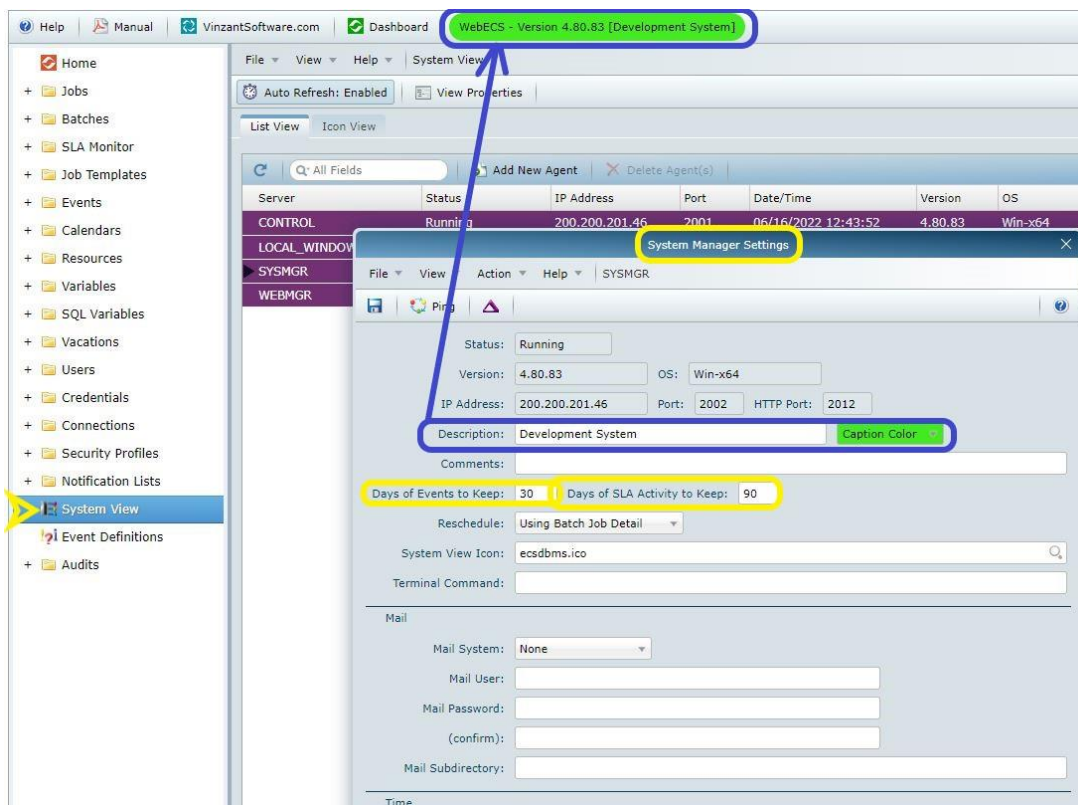 Help Manual VinzantSoftware.com Dashboard WebECS - Version 4.80.83 [Development System]
Home
Jobs
Batches
SLA Monitor
Job Templates
Events
Calendars
Resources
Variables
SQL Variables
Vacations
Users
Credentials
Connections
Security Profiles
Notification Lists
System View
Event Definitions
Audits
File View Help System View
Auto Refresh: Enabled View Properties
List View Icon View
All Fields Add New Agent Delete Agent(s)
Server Status IP Address Port Date/Time Version OS
CONTROL Running 200.200.201.46 2001 06/16/2022 12:43:52 4.80.83 Win-x64
LOCAL_WINDOW
SYSMGR
WEBMGR
System Manager Settings
File View Action Help SYSMGR
Ping
Status: Running
Version: 4.80.83 OS: Win-x64
IP Address: 200.200.201.46 Port: 2002 HTTP Port: 2012
Description: Development System Caption Color
Comments:
Days of Events to Keep: 30 Days of SLA Activity to Keep: 90
Reschedule: Using Batch Job Detail
System View Icon: ecsdbms.ico
Terminal Command:
Mail
Mail System: None
Mail User:
Mail Password:
(confirm):
Mail Subdirectory:
Time